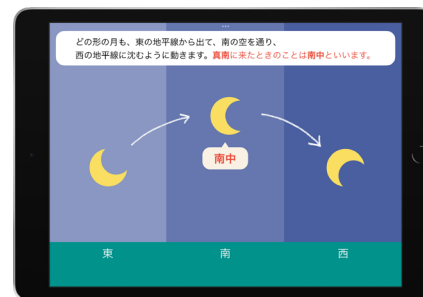 どの形の月も、東の地平線から出て、南の空を通り、
西の地平線に沈むように動きます。真南に来たときのことは南中といいます。
南中
東
南
西